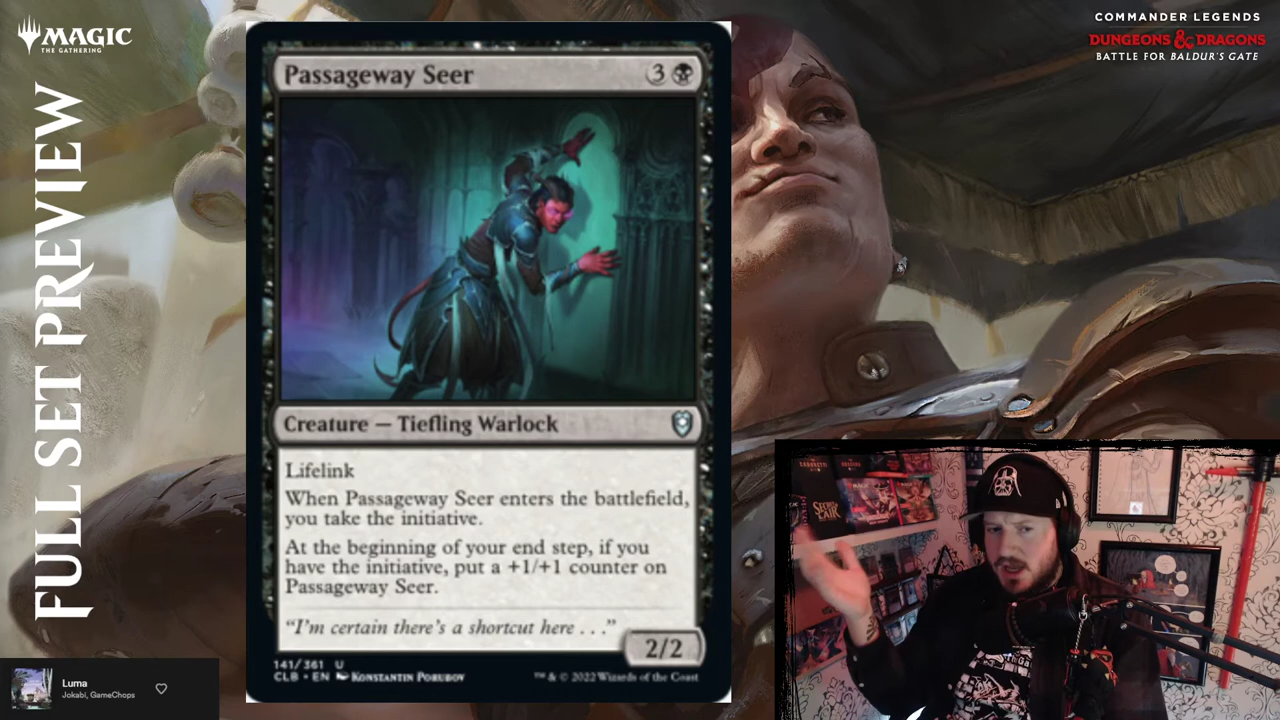 MAGIC
THE GATHERING
FULL SET PREVIEW
Passageway Seer
3
Creature — Tiefling Warlock
Lifelink
When Passageway Seer enters the battlefield,
you take the initiative.
At the beginning of your end step, if you
have the initiative, put a +1/+1 counter on
Passageway Seer.
“I’m certain there’s a shortcut here . . .”
2/2
141/361 U
CLB • EN KONSTANTIN PORUBOV
™ & © 2022 Wizards of the Coast
COMMANDER LEGENDS
DUNGEONS & DRAGONS
BATTLE FOR BALDUR'S GATE
Luma
Jokabi, GameChops
SECRET
LAIR